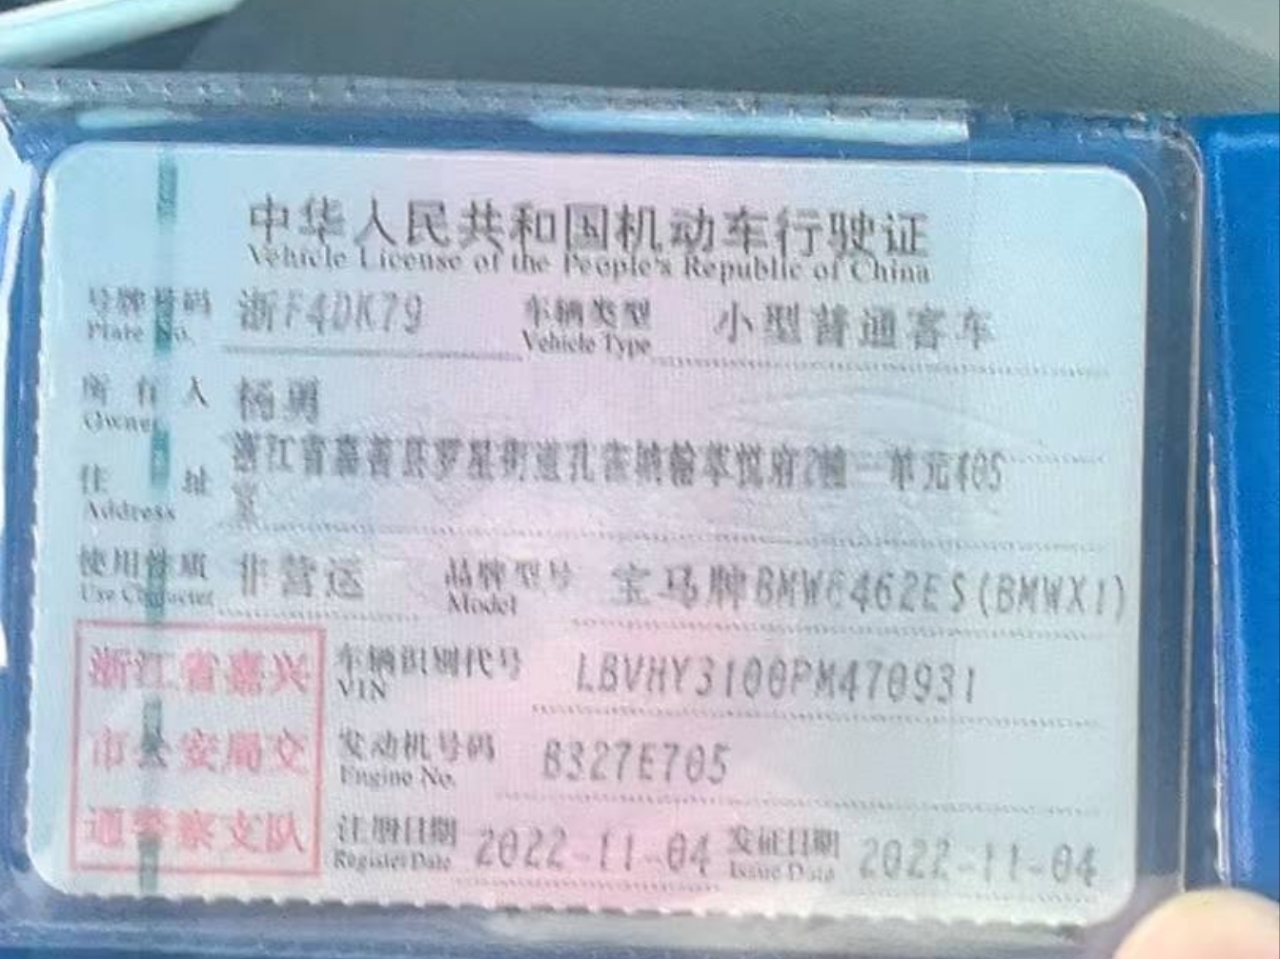 中华人民共和国机动车行驶证
Vehicle License of the People's Republic of China
号牌号码 浙F4DK79 车辆类型 小型普通客车
Plate No. Vehicle Type
所有人 杨勇
Owner
浙江省嘉善县罗星街道孔雀城翰萃悦府2幢一单元405
住址 室
Address
使用性质 非营运 品牌型号 宝马牌BMW6462ES(BMWX1)
Use Character Model
浙江省嘉兴
市公安局交
通警察支队
车辆识别代号 LBVHY3100PM470931
VIN
发动机号码 B327E705
Engine No.
注册日期 2022-11-04 发证日期 2022-11-04
Register Date Issue Date